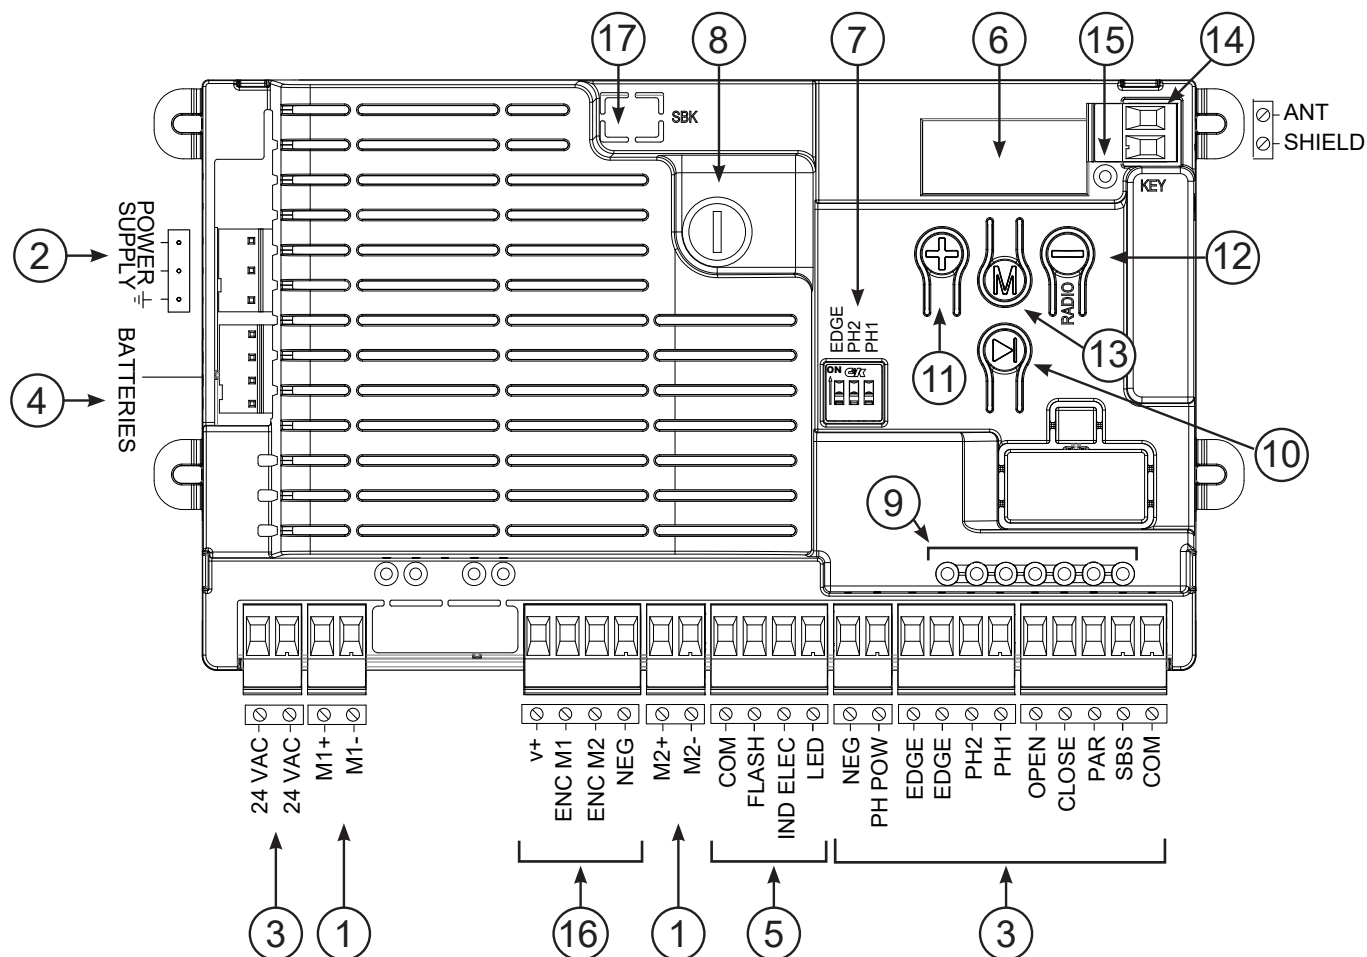 17
8
7
6
15
14
SBK
ANT
SHIELD
KEY
2
POWER
SUPPLY
12
M
RADIO
EDGE
PH2
PH1
13
11
ON
4
BATTERIES
10
9
24 VAC
24 VAC
M1+
M1-
v+
ENC M1
ENC M2
NEG
M2+
M2-
COM
FLASH
IND ELEC
LED
NEG
PH POW
EDGE
EDGE
PH2
PH1
OPEN
CLOSE
PAR
SBS
COM
3
1
16
1
5
3